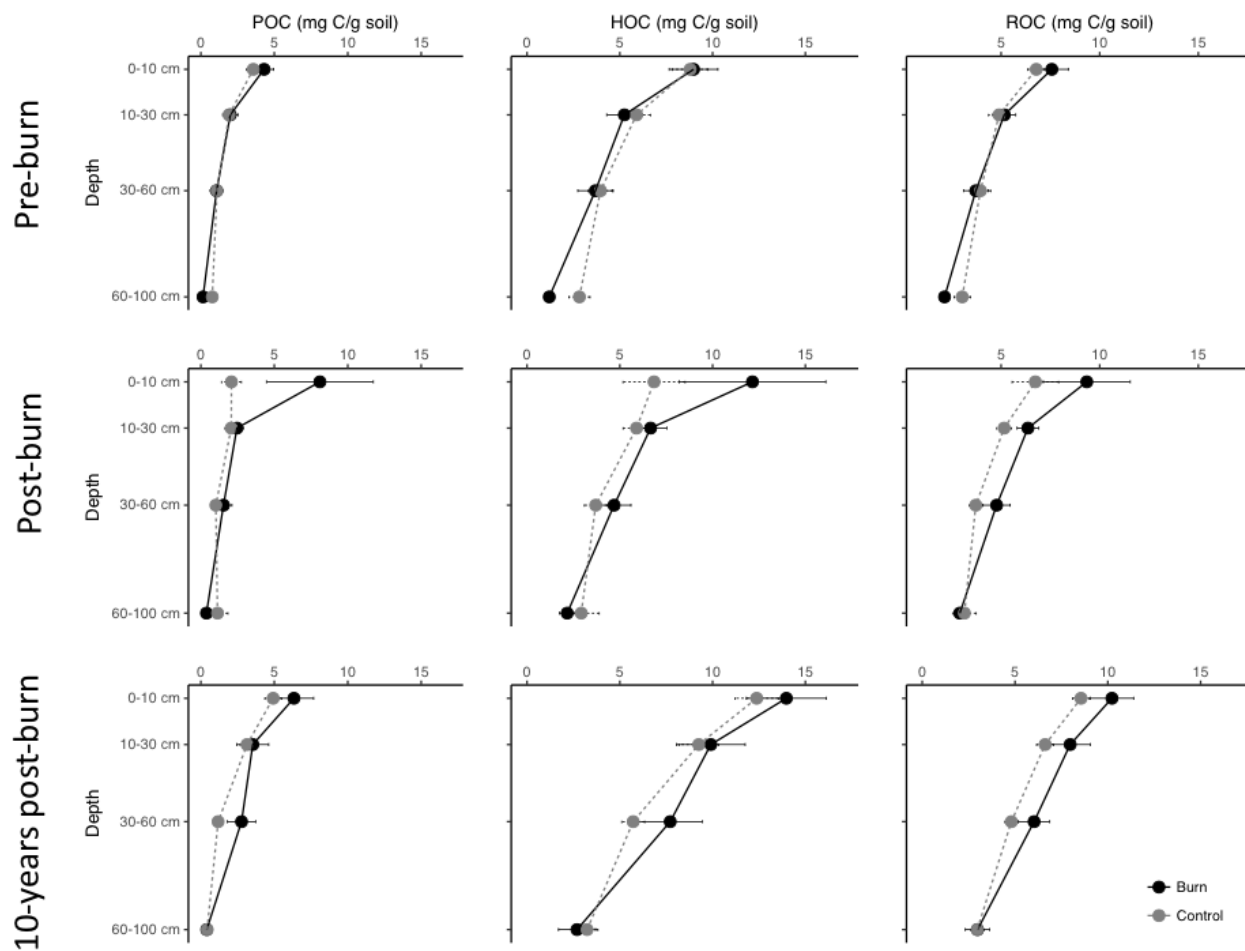 POC (mg C/g soil) HOC (mg C/g soil) ROC (mg C/g soil)
0 5 10 15 0 5 10 15 5 10 15
Pre-burn
Depth
0-10 cm
10-30 cm
30-60 cm
60-100 cm
0 5 10 15 0 5 10 15 5 10 15
Post-burn
Depth
0-10 cm
10-30 cm
30-60 cm
60-100 cm
0 5 10 15 0 5 10 15 0 5 10 15
10-years post-burn
Depth
0-10 cm
10-30 cm
30-60 cm
60-100 cm
Burn
Control